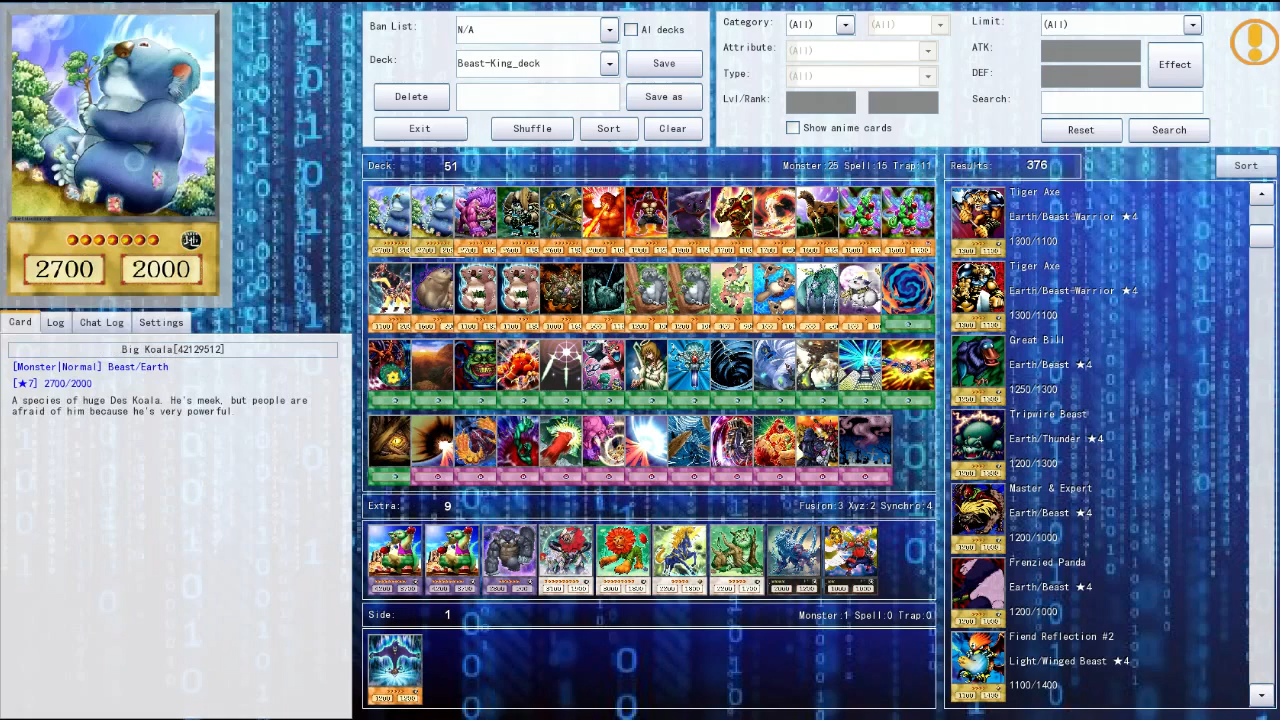 2700 2000
Card Log Chat Log Settings
Big Koala[42129512]
[Monster|Normal] Beast/Earth
[★7] 2700/2000
A species of huge Des Koala. He's meek, but people are
afraid of him because he's very powerful.
Ban List: N/A AI decks
Deck: Beast-King_deck Save
Delete Save as
Exit Shuffle Sort Clear
Category: (All) (All)
Attribute: (All)
Type: (All)
Lvl/Rank:
Show anime cards
Limit: (All)
ATK:
DEF:
Effect
Search:
Reset Search
Deck: 51 Monster:25 Spell:15 Trap:11
Extra: 9 Fusion:3 Xyz:2 Synchro:4
Side: 1 Monster:1 Spell:0 Trap:0
Results: 376 Sort
Tiger Axe
Earth/Beast-Warrior ★4
1300/1100
Tiger Axe
Earth/Beast-Warrior ★4
1300/1100
Great Bill
Earth/Beast ★4
1250/1300
Tripwire Beast
Earth/Thunder ★4
1200/1300
Master & Expert
Earth/Beast ★4
1200/1000
Frenzied Panda
Earth/Beast ★4
1200/1000
Fiend Reflection #2
Light/Winged Beast ★4
1100/1400